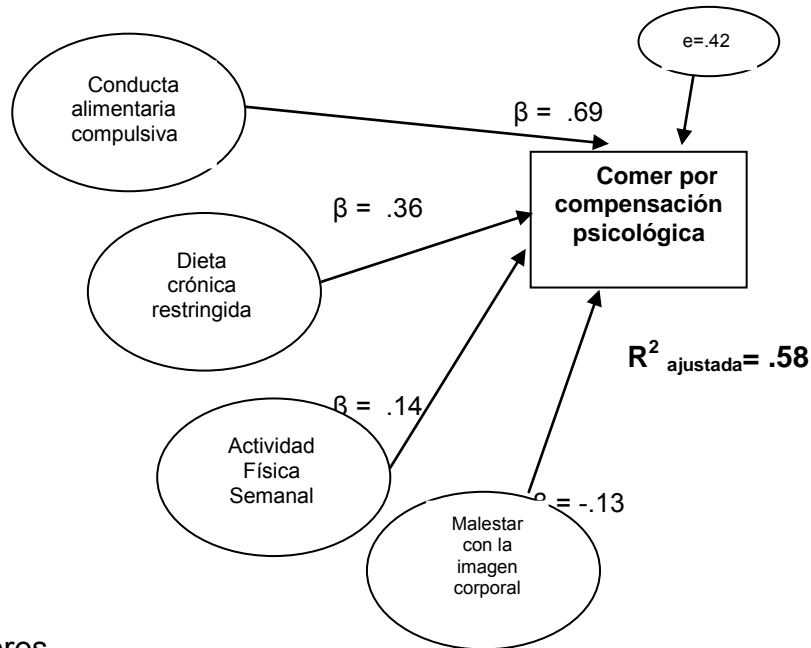 e=.42
Conducta
alimentaria
compulsiva
β = .69
Comer por
compensación
psicológica
β = .36
Dieta
crónica
restringida
R² ajustada= .58
β = .14
Actividad
Física
Semanal
= -.13
Malestar
con la
imagen
corporal